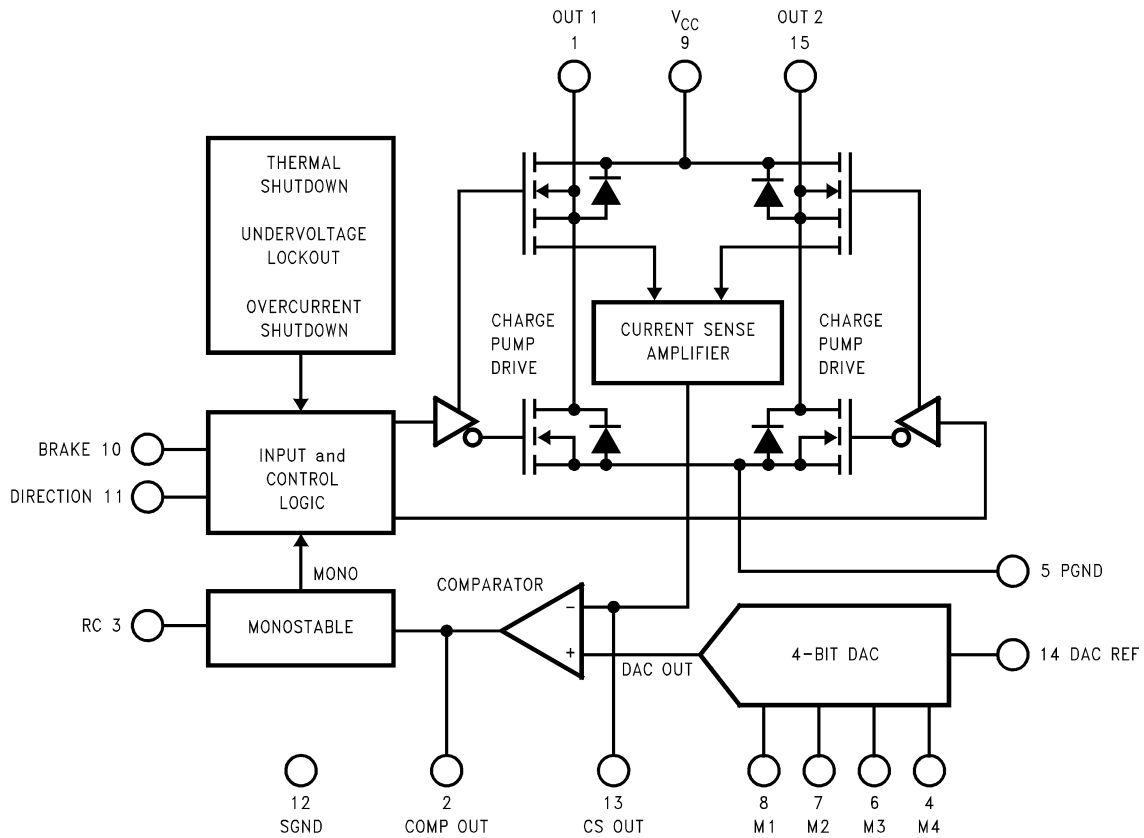 OUT 1
1
VCC
9
OUT 2
15
THERMAL
SHUTDOWN
UNDERVOLTAGE
LOCKOUT
OVERCURRENT
SHUTDOWN
CHARGE
PUMP
DRIVE
CURRENT SENSE
AMPLIFIER
CHARGE
PUMP
DRIVE
BRAKE 10
DIRECTION 11
INPUT and
CONTROL
LOGIC
MONO
RC 3
MONOSTABLE
COMPARATOR
-
+
DAC OUT
4-BIT DAC
5 PGND
14 DAC REF
12
SGND
2
COMP OUT
13
CS OUT
8
M1
7
M2
6
M3
4
M4